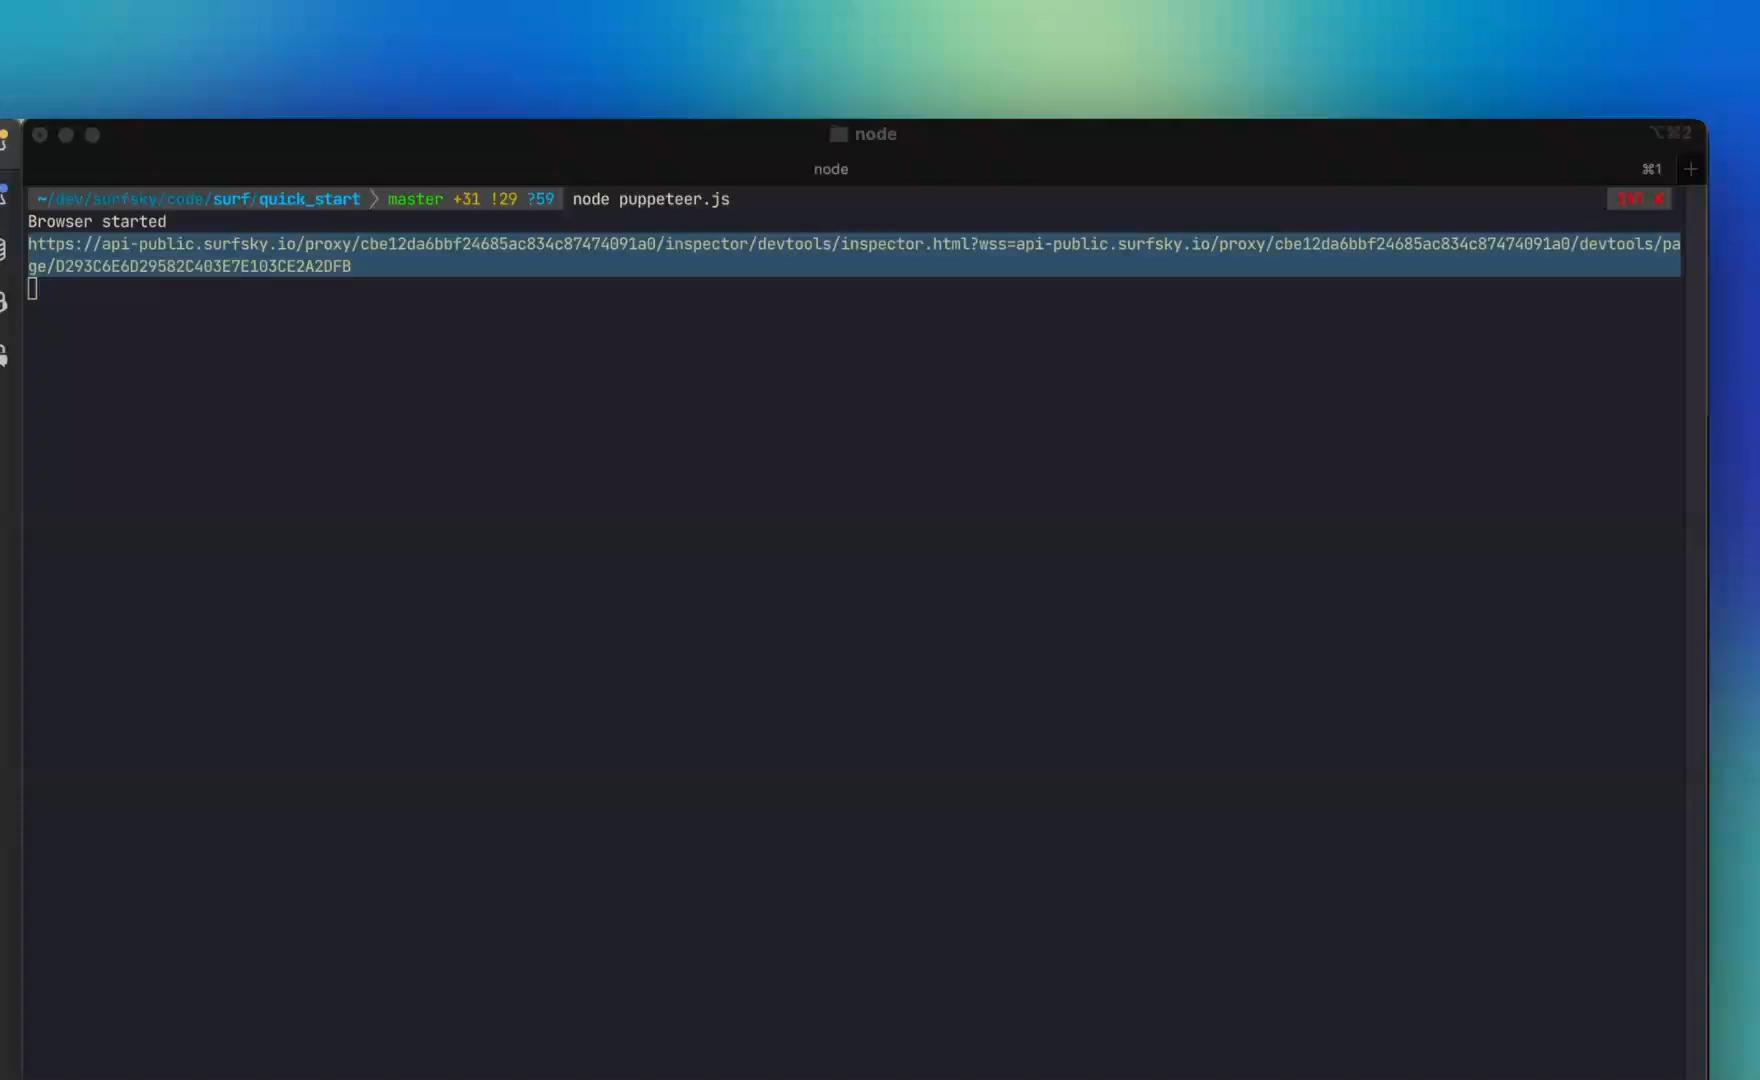 node
⌥⌘2
node
⌘1
~/dev/surfsky/code/surf/quick_start master +31 !29 ?59 node puppeteer.js
INT ✘
Browser started
https://api-public.surfsky.io/proxy/cbe12da6bbf24685ac834c87474091a0/inspector/devtools/inspector.html?wss=api-public.surfsky.io/proxy/cbe12da6bbf24685ac834c87474091a0/devtools/pa
ge/D293C6E6D29582C403E7E103CE2A2DFB